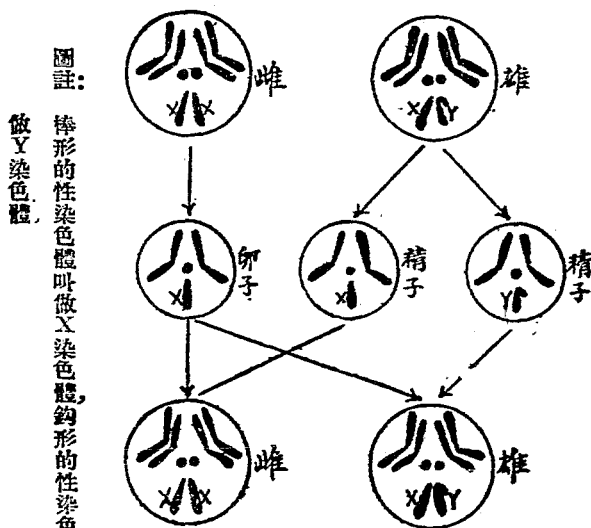 雌
X X
雄
X Y
卵子
X
精子
X
精子
Y
雌
X X
雄
X Y
圖註：棒形的性染色體叫做X染色體，鈎形的性染色
做Y染色體